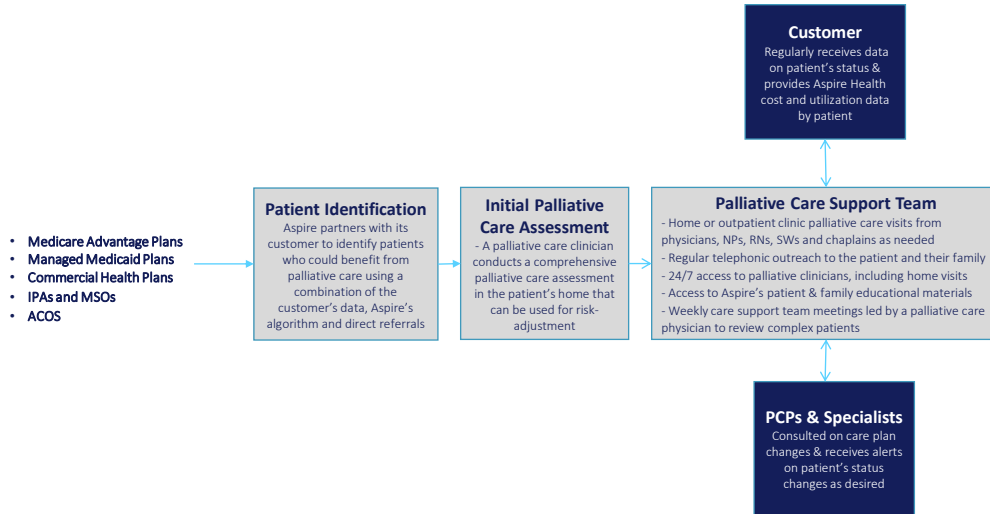 Customer
Regularly receives data
on patient's status &
provides Aspire Health
cost and utilization data
by patient
• Medicare Advantage Plans
• Managed Medicaid Plans
• Commercial Health Plans
• IPAs and MSOs
• ACOS
Patient Identification
Aspire partners with its
customer to identify patients
who could benefit from
palliative care using a
combination of the
customer's data, Aspire's
algorithm and direct referrals
Initial Palliative
Care Assessment
- A palliative care clinician
conducts a comprehensive
palliative care assessment
in the patient's home that
can be used for risk-
adjustment
Palliative Care Support Team
- Home or outpatient clinic palliative care visits from
physicians, NPs, RNs, SWs and chaplains as needed
- Regular telephonic outreach to the patient and their family
- 24/7 access to palliative clinicians, including home visits
- Access to Aspire's patient & family educational materials
- Weekly care support team meetings led by a palliative care
physician to review complex patients
PCPs & Specialists
Consulted on care plan
changes & receives alerts
on patient's status
changes as desired